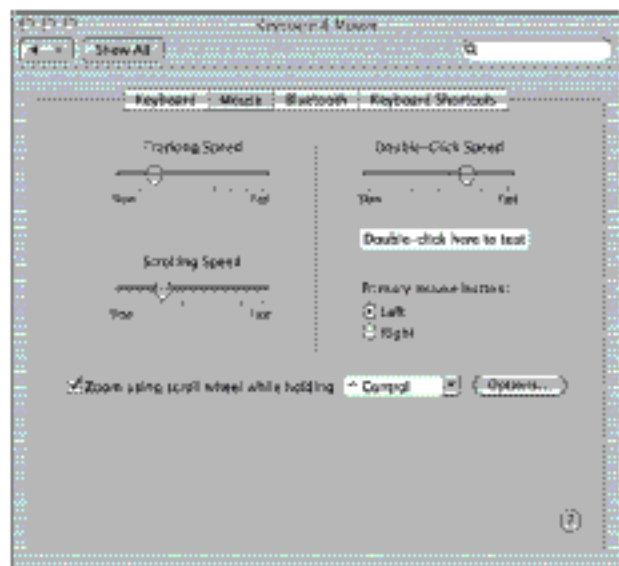 Keyboard & Mouse
Show All
Keyboard Mouse Bluetooth Keyboard Shortcuts
Tracking Speed
Double-Click Speed
Slow Fast
Slow Fast
Double-click here to test
Scrolling Speed
Slow Fast
Primary mouse button:
Left
Right
Zoom using scroll wheel while holding ^ Control Options...
?